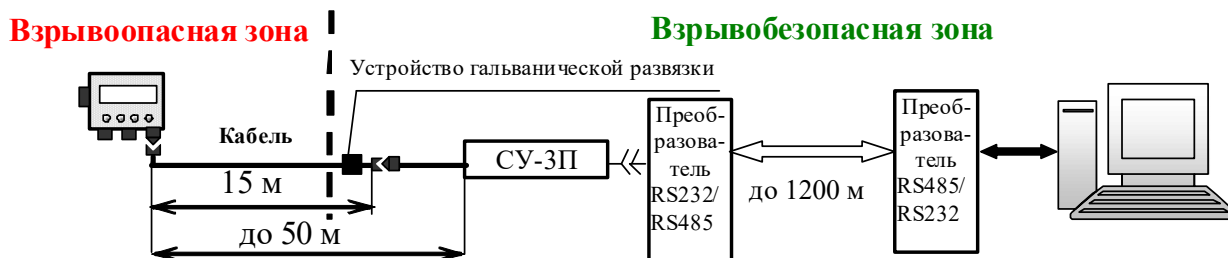 Взрывоопасная зона
Взрывобезопасная зона
Устройство гальванической развязки
Кабель
15 м
до 50 м
СУ-3П
Преоб-
разова-
тель
RS232/
RS485
до 1200 м
Преоб-
разова-
тель
RS485/
RS232